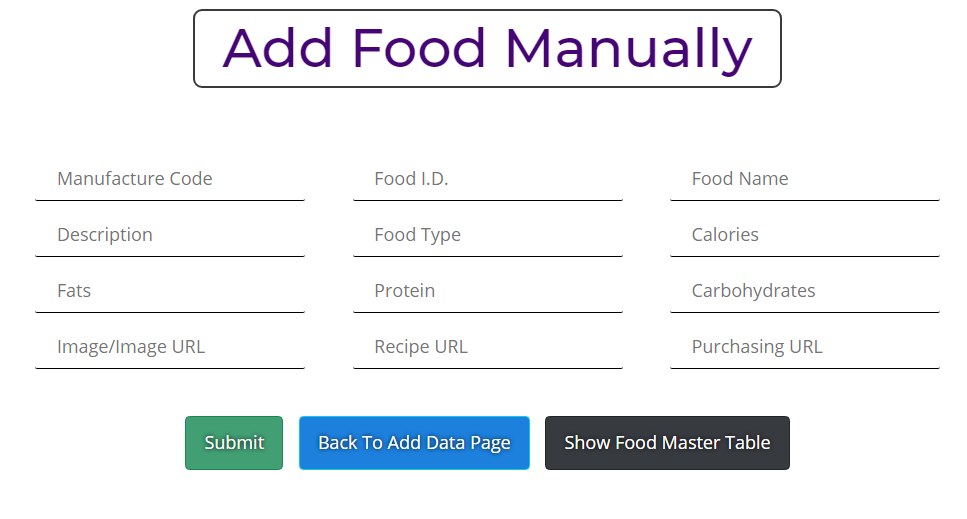 Add Food Manually
Manufacture Code Food I.D. Food Name
Description Food Type Calories
Fats Protein Carbohydrates
Image/Image URL Recipe URL Purchasing URL
Submit Back To Add Data Page Show Food Master Table